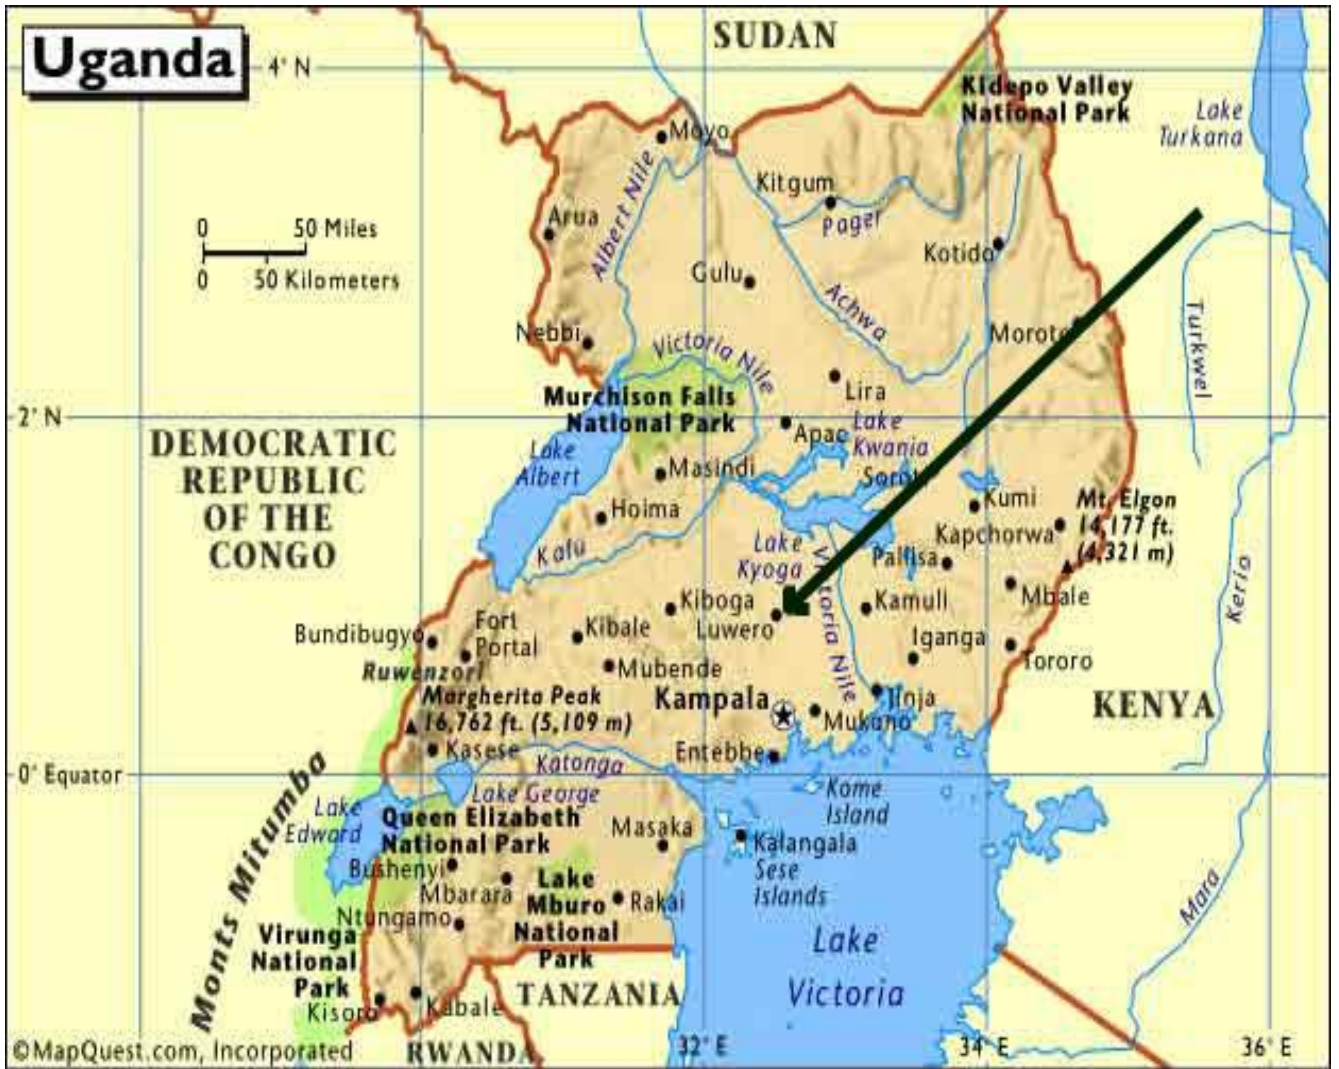 Uganda
4° N
SUDAN
Kidepo Valley
National Park
Lake
Turkana
Moyo
Albert Nile
Kitgum
Pager
Arua
0 50 Miles
0 50 Kilometers
Kotido
Gulu
Achwa
Turkwel
Nebbi
Moroto
Victoria Nile
Murchison Falls
National Park
Lira
2° N
Apac
Lake
Kwania
DEMOCRATIC
REPUBLIC
OF THE
CONGO
Lake
Albert
Masindi
Soroti
Hoima
Kumi
Mt. Elgon
14,177 ft.
(4,321 m)
Kapchorwa
Kafu
Lake
Kyoga
Victoria Nile
Pallisa
Mbale
Kerio
Kiboga
Luwero
Kamuli
Bundibugyo
Fort
Portal
Kibale
Iganga
Tororo
Ruwenzori
Mubende
Margherita Peak
16,762 ft. (5,109 m)
Kampala
Mukono
Jinja
KENYA
Kasese
Entebbe
0° Equator
Katonga
Lake George
Kome
Island
Monts Mitumba
Lake
Edward
Queen Elizabeth
National Park
Masaka
Kalangala
Sese
Islands
Bushenyi
Mbarara
Lake
Mburo
National
Park
Rakai
Mara
Ntungamo
Virunga
National
Park
Lake
Victoria
Kisoro
Kabale
TANZANIA
©MapQuest.com, Incorporated
RWANDA
32° E
34° E
36° E